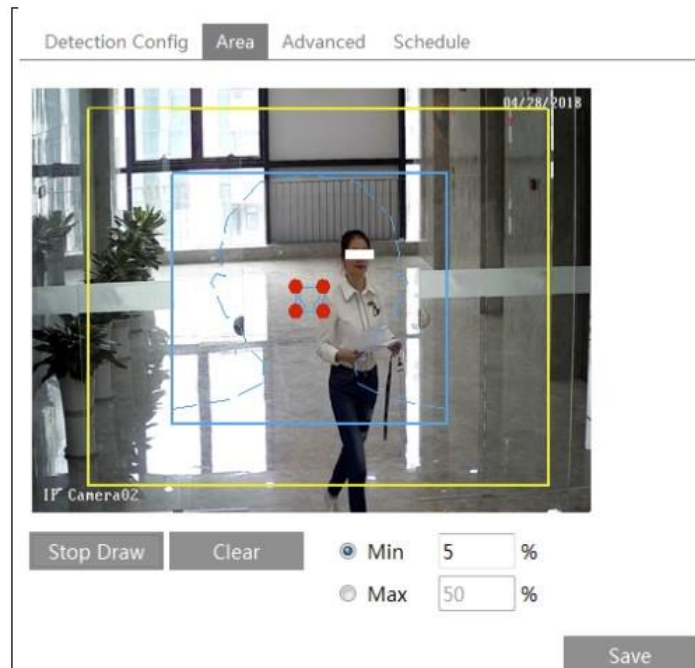 Detection Config Area Advanced Schedule
04/28/2018
IP Camera02
Stop Draw Clear Min 5 %
Max 50 %
Save